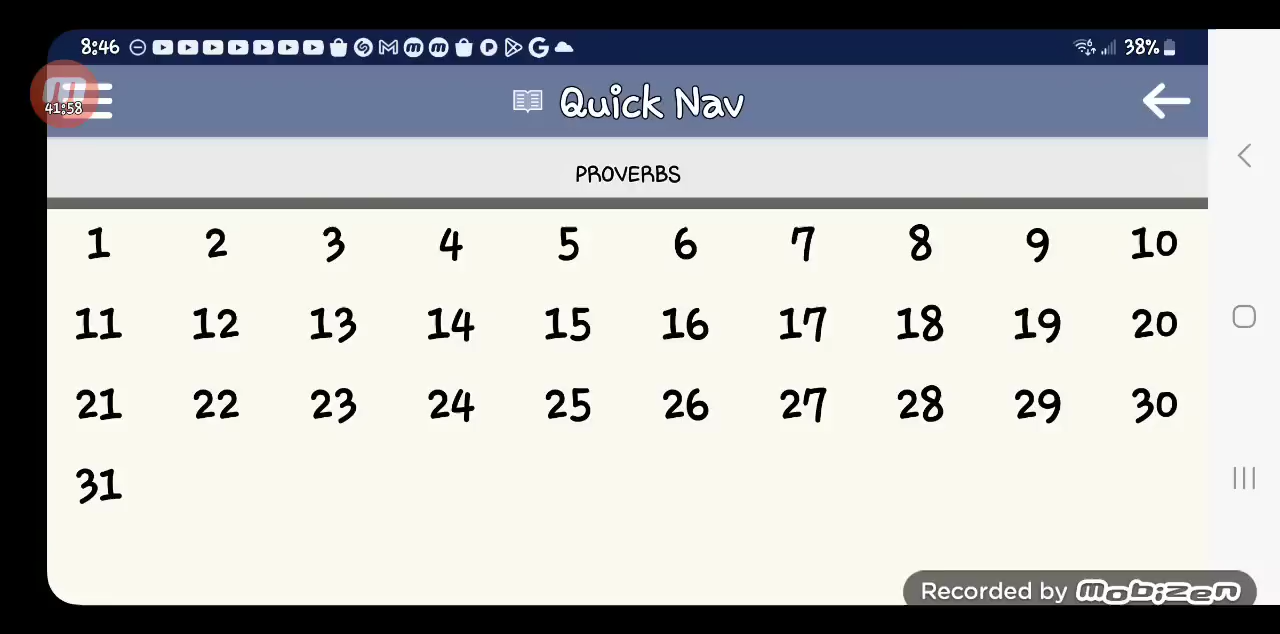 8:46 38%
41:58
Quick Nav
PROVERBS
1 2 3 4 5 6 7 8 9 10
11 12 13 14 15 16 17 18 19 20
21 22 23 24 25 26 27 28 29 30
31
Recorded by mobizen